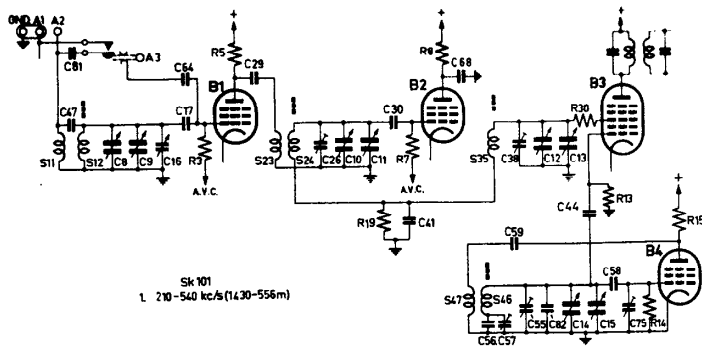 GND A1 A2
A3
C81
C64
C47
C17
S11 S12 C8 C9 C16
R3
A.V.C.
+
R5
C29
B1
S23 S24 C26 C10 C11
C30
R7
A.V.C.
+
R8
C68
B2
R19 C41
S35 C38 C12 C13
R30
+
B3
R13
C44
C59
+
R15
B4
C58
S47 S46
C55 C82 C14 C15 C75 R14
C56 C57
Sk 101
1. 210-540 kc/s (1430-556m)